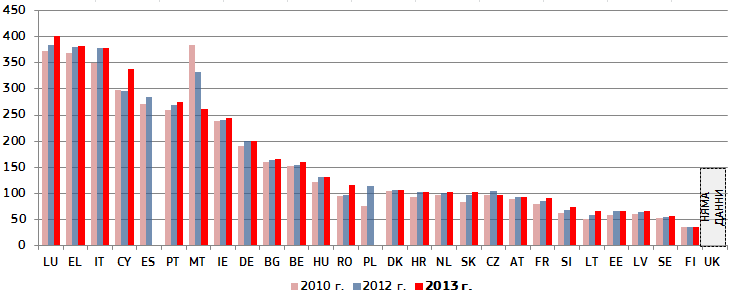 450
400
350
300
250
200
150
100
50
0
НЯМА
ДАННИ
LU EL IT CY ES PT MT IE DE BG BE HU RO PL DK HR NL SK CZ AT FR SI LT EE LV SE FI UK
2010 г. 2012 г. 2013 г.